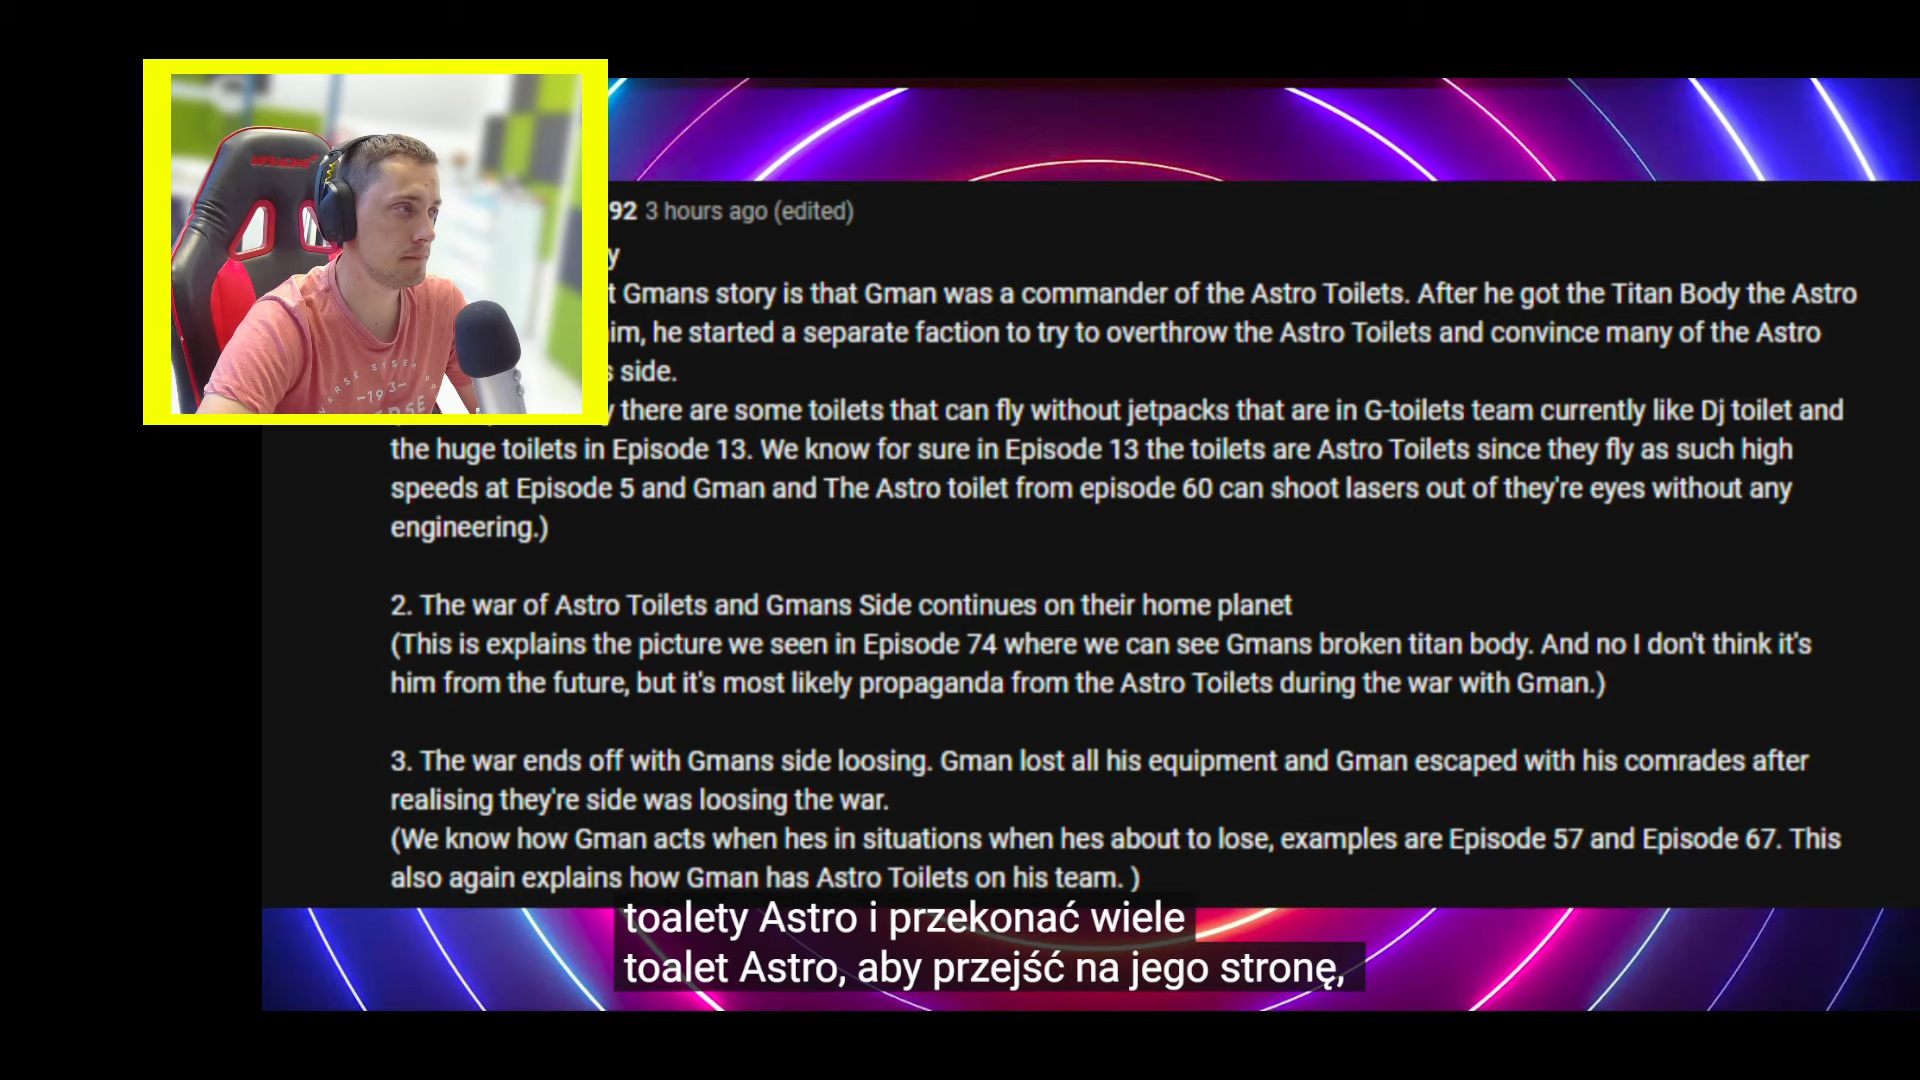 92 3 hours ago (edited)
y
t Gmans story is that Gman was a commander of the Astro Toilets. After he got the Titan Body the Astro
im, he started a separate faction to try to overthrow the Astro Toilets and convince many of the Astro
s side.
y there are some toilets that can fly without jetpacks that are in G-toilets team currently like Dj toilet and
the huge toilets in Episode 13. We know for sure in Episode 13 the toilets are Astro Toilets since they fly as such high
speeds at Episode 5 and Gman and The Astro toilet from episode 60 can shoot lasers out of they're eyes without any
engineering.)
2. The war of Astro Toilets and Gmans Side continues on their home planet
(This is explains the picture we seen in Episode 74 where we can see Gmans broken titan body. And no I don't think it's
him from the future, but it's most likely propaganda from the Astro Toilets during the war with Gman.)
3. The war ends off with Gmans side loosing. Gman lost all his equipment and Gman escaped with his comrades after
realising they're side was loosing the war.
(We know how Gman acts when hes in situations when hes about to lose, examples are Episode 57 and Episode 67. This
also again explains how Gman has Astro Toilets on his team. )
toalety Astro i przekonać wiele
toalet Astro, aby przejść na jego stronę,